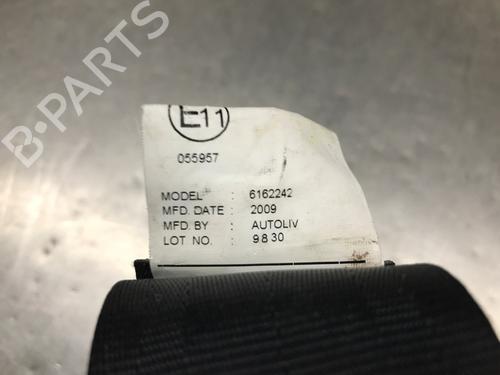 B-PARTS
E11
055957
MODEL : 6162242
MFD. DATE : 2009
MFD. BY : AUTOLIV
LOT NO. : 9830